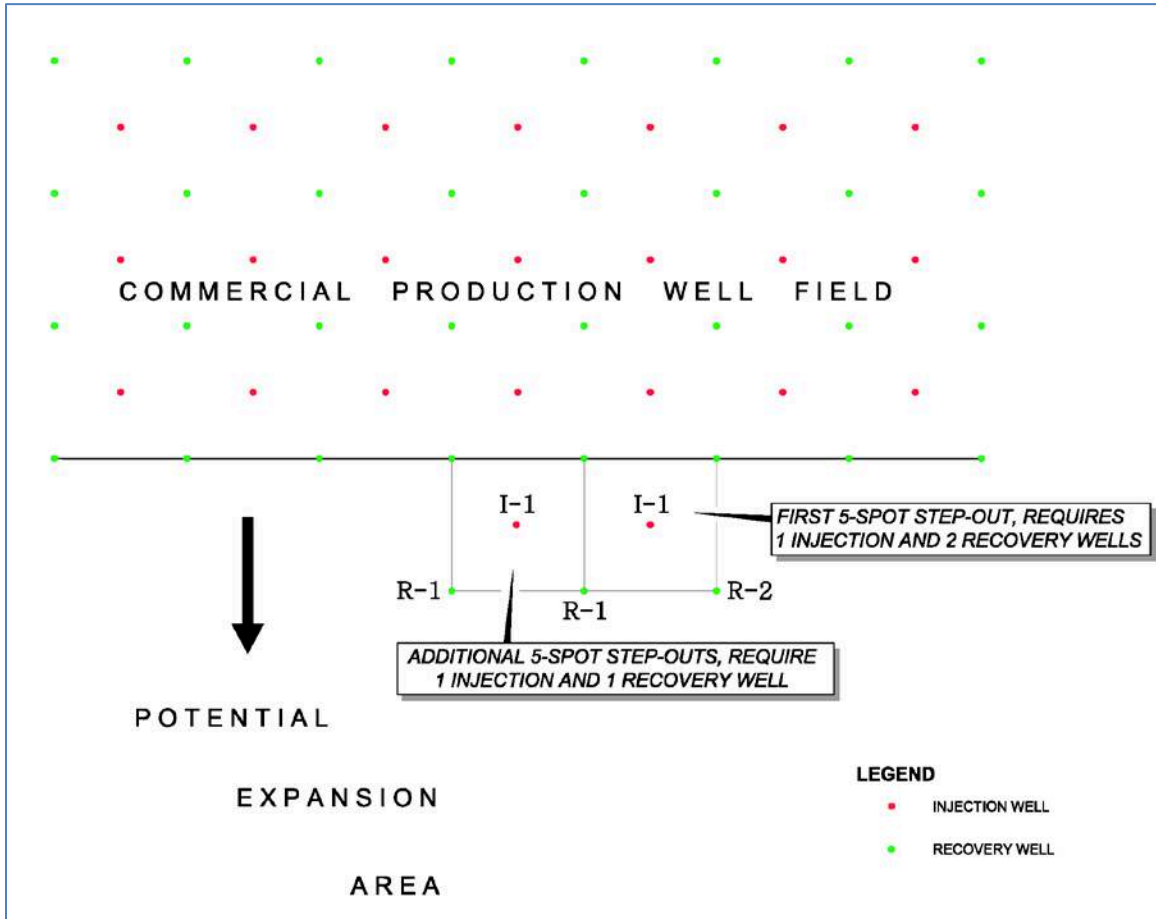 COMMERCIAL PRODUCTION WELL FIELD
I-1
I-1
FIRST 5-SPOT STEP-OUT, REQUIRES
1 INJECTION AND 2 RECOVERY WELLS
R-1
R-1
R-2
ADDITIONAL 5-SPOT STEP-OUTS, REQUIRE
1 INJECTION AND 1 RECOVERY WELL
POTENTIAL
EXPANSION
AREA
LEGEND
INJECTION WELL
RECOVERY WELL